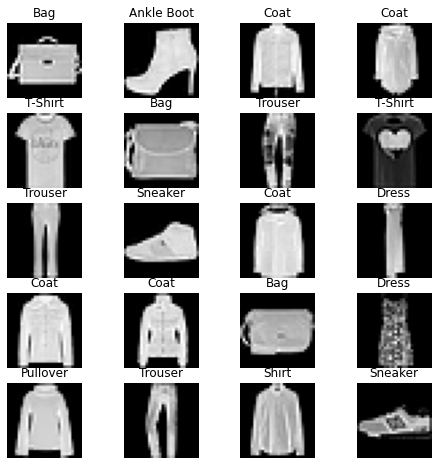 Bag Ankle Boot Coat Coat
T-Shirt Bag Trouser T-Shirt
Trouser Sneaker Coat Dress
Coat Coat Bag Dress
Pullover Trouser Shirt Sneaker